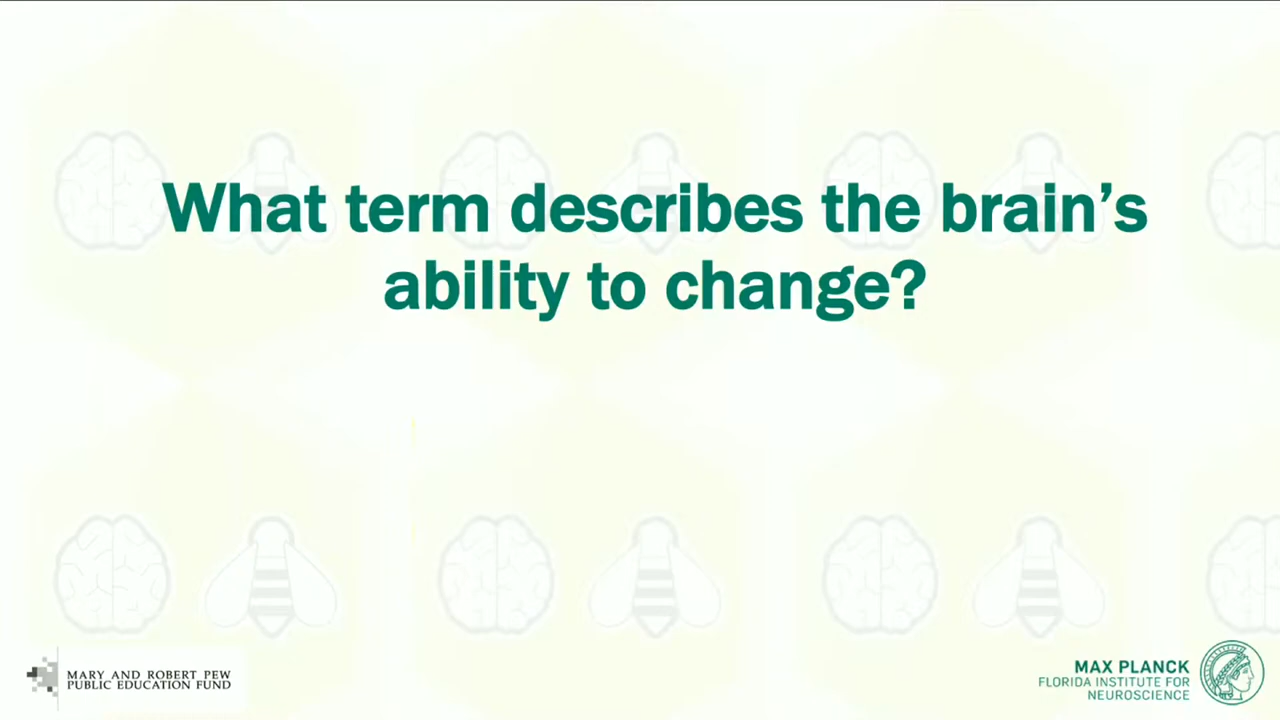 What term describes the brain’s
ability to change?
MARY AND ROBERT PEW
PUBLIC EDUCATION FUND
MAX PLANCK
FLORIDA INSTITUTE FOR
NEUROSCIENCE